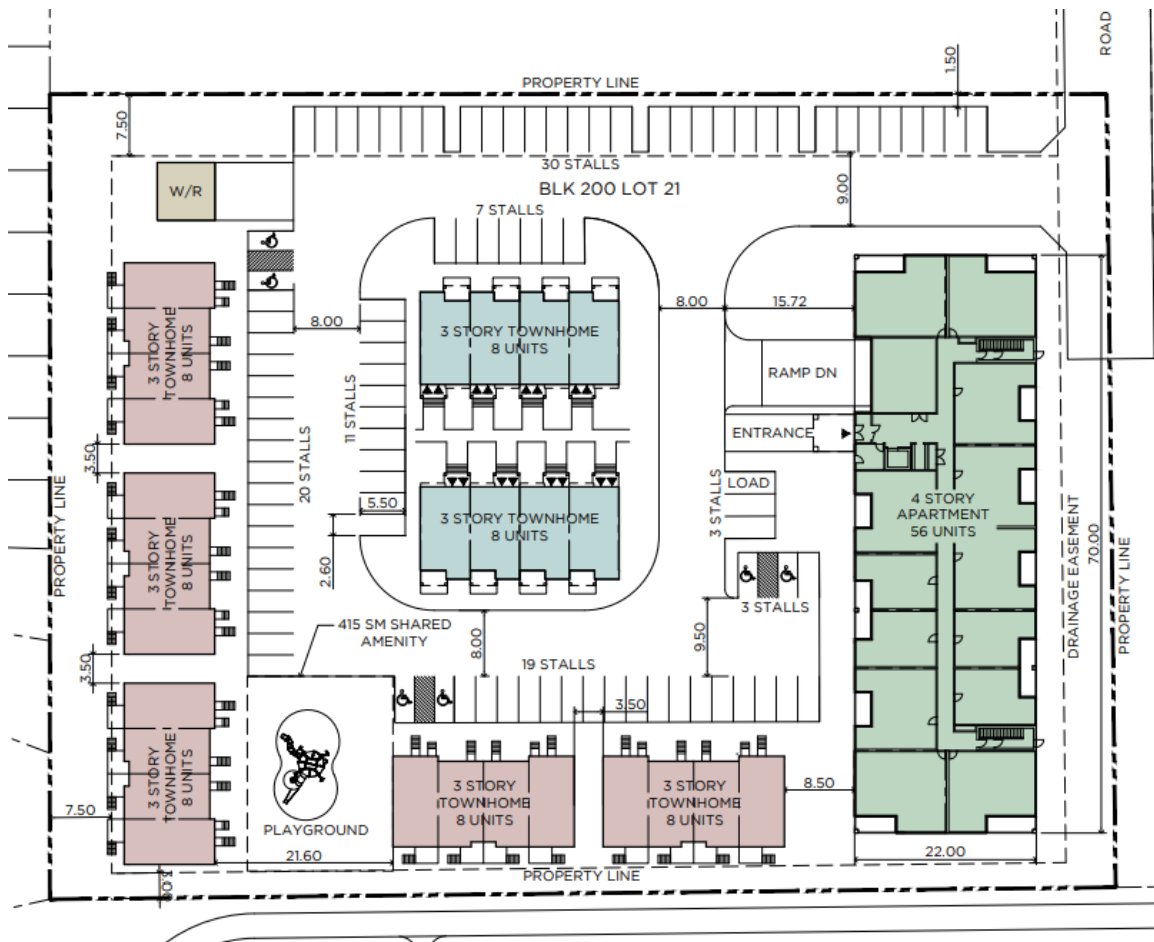 ROAD
1.50
PROPERTY LINE
7.50
30 STALLS
W/R
BLK 200 LOT 21
7 STALLS
9.00
8.00
8.00
15.72
3 STORY TOWNHOME
8 UNITS
3 STORY
TOWNHOME
8 UNITS
RAMP DN
11 STALLS
ENTRANCE
3.50
20 STALLS
LOAD
3 STALLS
5.50
3 STORY TOWNHOME
8 UNITS
4 STORY
APARTMENT
56 UNITS
PROPERTY LINE
3 STORY
TOWNHOME
8 UNITS
2.60
DRAINAGE EASEMENT
70.00
PROPERTY LINE
3 STALLS
415 SM SHARED
AMENITY
8.00
9.50
3.50
19 STALLS
3.50
3 STORY
TOWNHOME
8 UNITS
3 STORY
TOWNHOME
8 UNITS
3 STORY
TOWNHOME
8 UNITS
8.50
7.50
PLAYGROUND
21.60
22.00
PROPERTY LINE